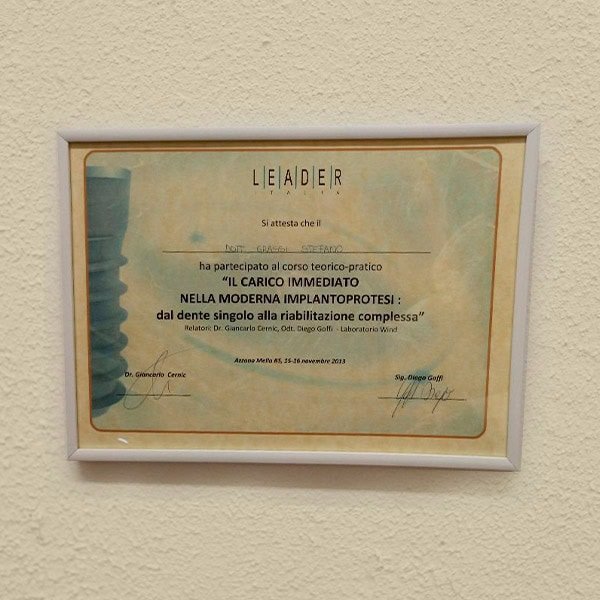 LEADER
ITALIA
Si attesta che il
DOTT. GRASSI STEFANO
ha partecipato al corso teorico-pratico
“IL CARICO IMMEDIATO
NELLA MODERNA IMPLANTOPROTESI :
dal dente singolo alla riabilitazione complessa”
Relatori: Dr. Giancarlo Cernic, Odt. Diego Goffi - Laboratorio Wind
Azzano Mella BS, 15-16 novembre 2013
Dr. Giancarlo Cernic
Sig. Diego Goffi